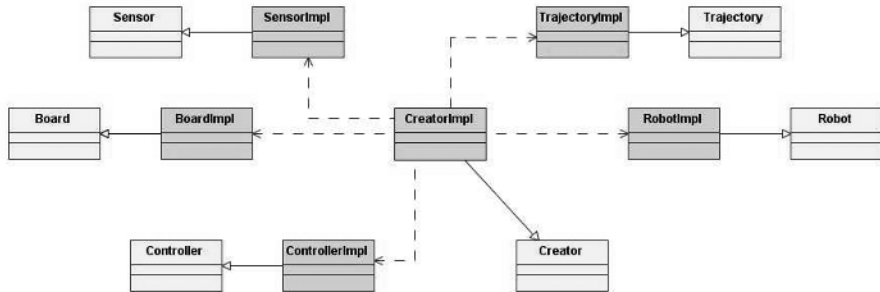 Sensor
SensorImpl
TrajectoryImpl
Trajectory
Board
BoardImpl
CreatorImpl
RobotImpl
Robot
Controller
ControllerImpl
Creator